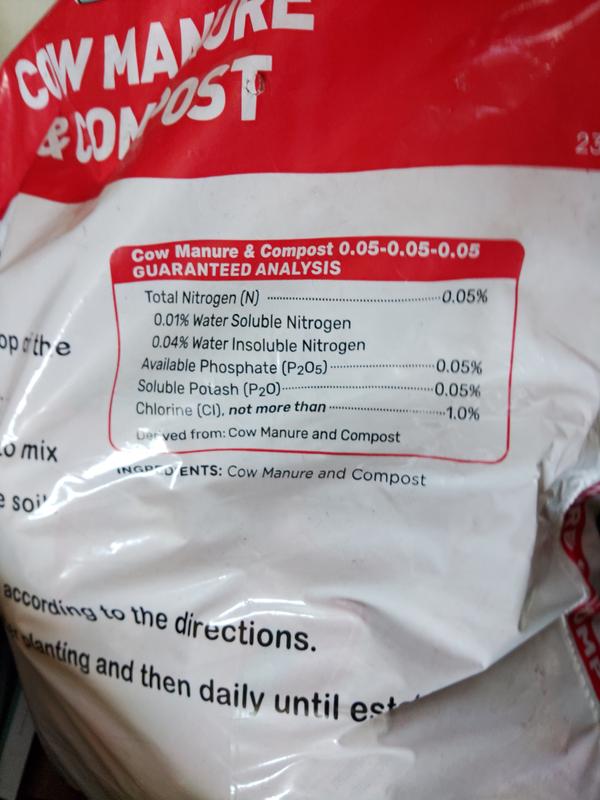 COW MANURE
& COMPOST
23
Cow Manure & Compost 0.05-0.05-0.05
GUARANTEED ANALYSIS
Total Nitrogen (N) 0.05%
0.01% Water Soluble Nitrogen
0.04% Water Insoluble Nitrogen
Available Phosphate (P2O5) 0.05%
Soluble Potash (P2O) 0.05%
Chlorine (Cl), not more than 1.0%
Derived from: Cow Manure and Compost
INGREDIENTS: Cow Manure and Compost
the
mix
according to the directions.
planting and then daily until